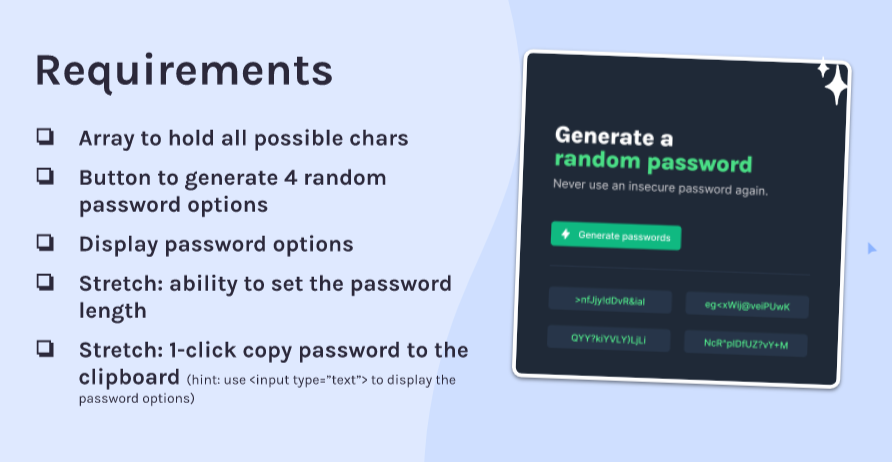 Requirements
Array to hold all possible chars
Button to generate 4 random
password options
Display password options
Stretch: ability to set the password
length
Stretch: 1-click copy password to the
clipboard (hint: use <input type="text"> to display the
password options)
Generate a
random password
Never use an insecure password again.
Generate passwords
>nfJjyIdDvR&ial
eg<xWij@veiPUwK
QYY?kiYVLY)LjLi
NcR*plDfUZ?vY+M